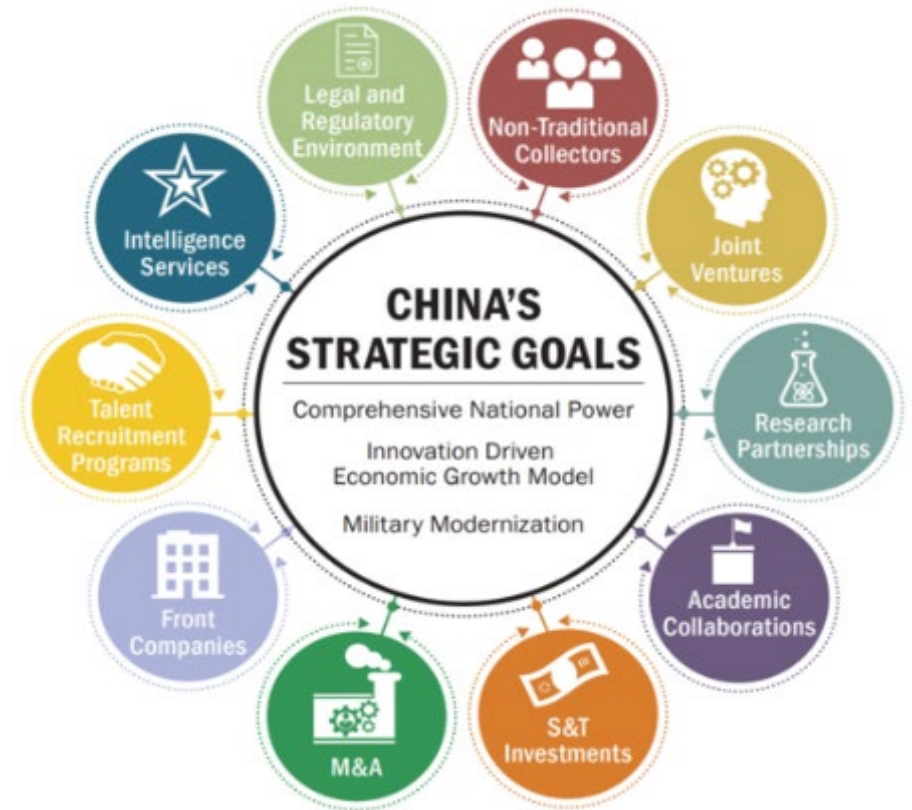 CHINA'S
STRATEGIC GOALS
Comprehensive National Power
Innovation Driven
Economic Growth Model
Military Modernization
Legal and
Regulatory
Environment
Non-Traditional
Collectors
Joint
Ventures
Research
Partnerships
Academic
Collaborations
S&T
Investments
M&A
Front
Companies
Talent
Recruitment
Programs
Intelligence
Services